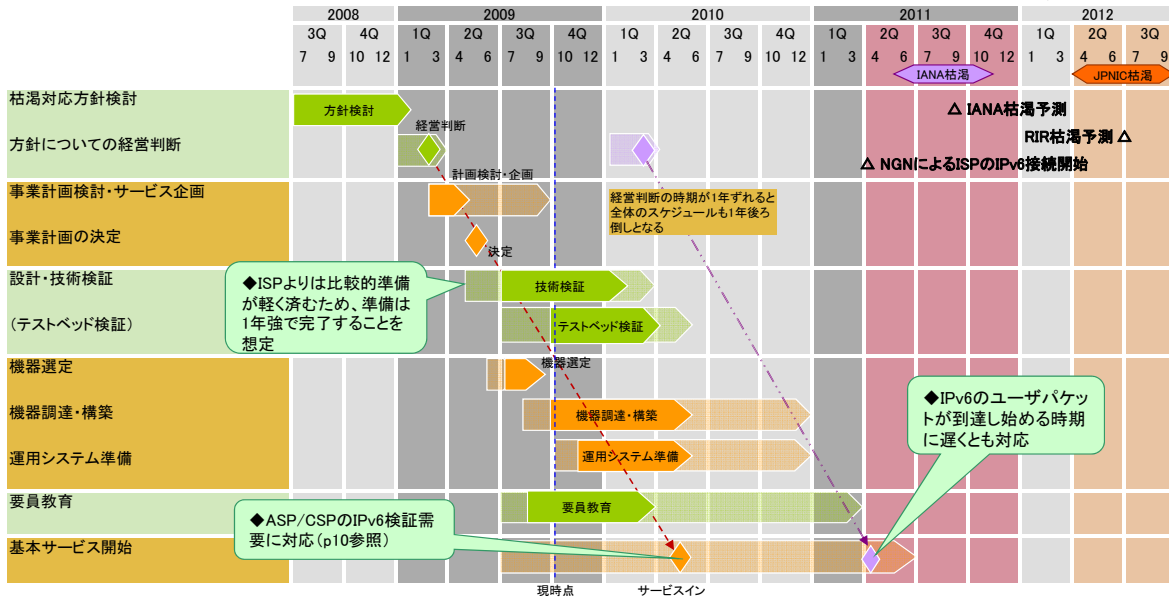 2008 2009 2010 2011 2012
3Q 4Q 1Q 2Q 3Q 4Q 1Q 2Q 3Q 4Q 1Q 2Q 3Q 4Q 1Q 2Q 3Q
7 9 10 12 1 3 4 6 7 9 10 12 1 3 4 6 7 9 10 12 1 3 4 6 7 9 10 12 1 3 4 6 7 9
IANA枯渇 JPNIC枯渇
枯渇対応方針検討
方針検討
△ IANA枯渇予測
経営判断
方針についての経営判断
RIR枯渇予測 △
△ NGNによるISPのIPv6接続開始
計画検討・企画
事業計画検討・サービス企画
経営判断の時期が1年ずれると
全体のスケジュールも1年後ろ
倒しとなる
事業計画の決定
決定
設計・技術検証
技術検証
◆ISPよりは比較的準備
が軽く済むため、準備は
1年強で完了することを
想定
(テストベッド検証)
テストベッド検証
機器選定
機器選定
機器調達・構築
機器調達・構築
◆IPv6のユーザパケッ
トが到達し始める時期
に遅くとも対応
運用システム準備
運用システム準備
要員教育
要員教育
◆ASP/CSPのIPv6検証需
要に対応(p10参照)
基本サービス開始
現時点 サービスイン